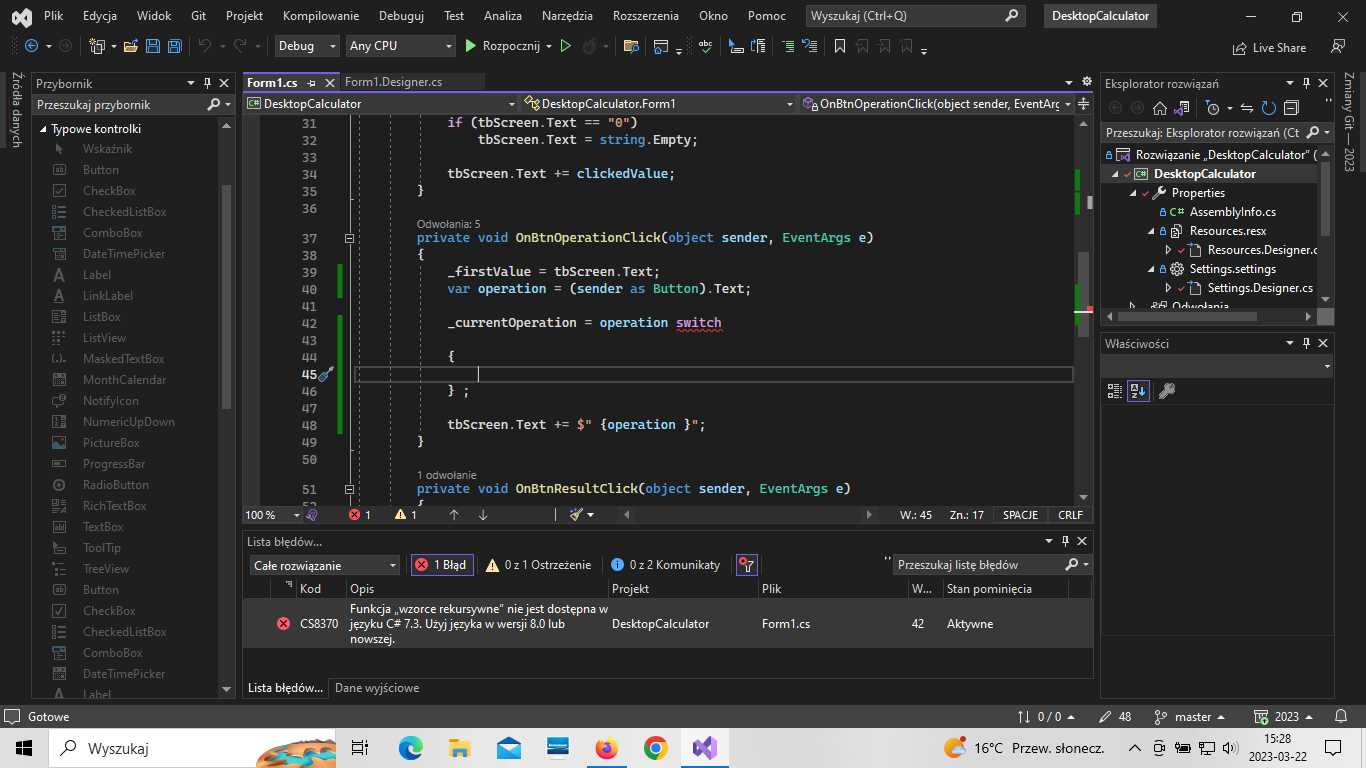 Plik Edycja Widok Git Projekt Kompilowanie Debuguj Test Analiza Narzędzia Rozszerzenia Okno Pomoc Wyszukaj (Ctrl+Q) DesktopCalculator
Debug Any CPU Rozpocznij Live Share
Źródła danych
Przybornik
Przeszukaj przybornik
Typowe kontrolki
Wskaźnik
Button
CheckBox
CheckedListBox
ComboBox
DateTimePicker
Label
LinkLabel
ListBox
ListView
MaskedTextBox
MonthCalendar
NotifyIcon
NumericUpDown
PictureBox
ProgressBar
RadioButton
RichTextBox
TextBox
ToolTip
TreeView
Button
CheckBox
CheckedListBox
ComboBox
DateTimePicker
Label
Form1.cs Form1.Designer.cs
DesktopCalculator DesktopCalculator.Form1 OnBtnOperationClick(object sender, EventArg
31 if (tbScreen.Text == "0")
32 tbScreen.Text = string.Empty;
33
34 tbScreen.Text += clickedValue;
35 }
36
Odwołania: 5
37 private void OnBtnOperationClick(object sender, EventArgs e)
38 {
39 _firstValue = tbScreen.Text;
40 var operation = (sender as Button).Text;
41
42 _currentOperation = operation switch
43
44 {
45
46 } ;
47
48 tbScreen.Text += $" {operation }";
49 }
50
1 odwołanie
51 private void OnBtnResultClick(object sender, EventArgs e)
52 {
100 % 1 1 W.: 45 Zn.: 17 SPACJE CRLF
Lista błędów...
Całe rozwiązanie 1 Błąd 0 z 1 Ostrzeżenie 0 z 2 Komunikaty Przeszukaj listę błędów
Kod Opis Projekt Plik W... Stan pominięcia
CS8370 Funkcja „wzorce rekursywne” nie jest dostępna w języku C# 7.3. Użyj języka w wersji 8.0 lub nowszej. DesktopCalculator Form1.cs 42 Aktywne
Lista błędów... Dane wyjściowe
Eksplorator rozwiązań
Przeszukaj: Eksplorator rozwiązań (Ct
Rozwiązanie „DesktopCalculator” (
DesktopCalculator
Properties
C# AssemblyInfo.cs
Resources.resx
Resources.Designer.c
Settings.settings
Settings.Designer.cs
Odwołania
Właściwości
Zmiany Git — 2023
Gotowe 0 / 0 48 master 2023
Wyszukaj 16°C Przew. słonecz. 15:28
2023-03-22